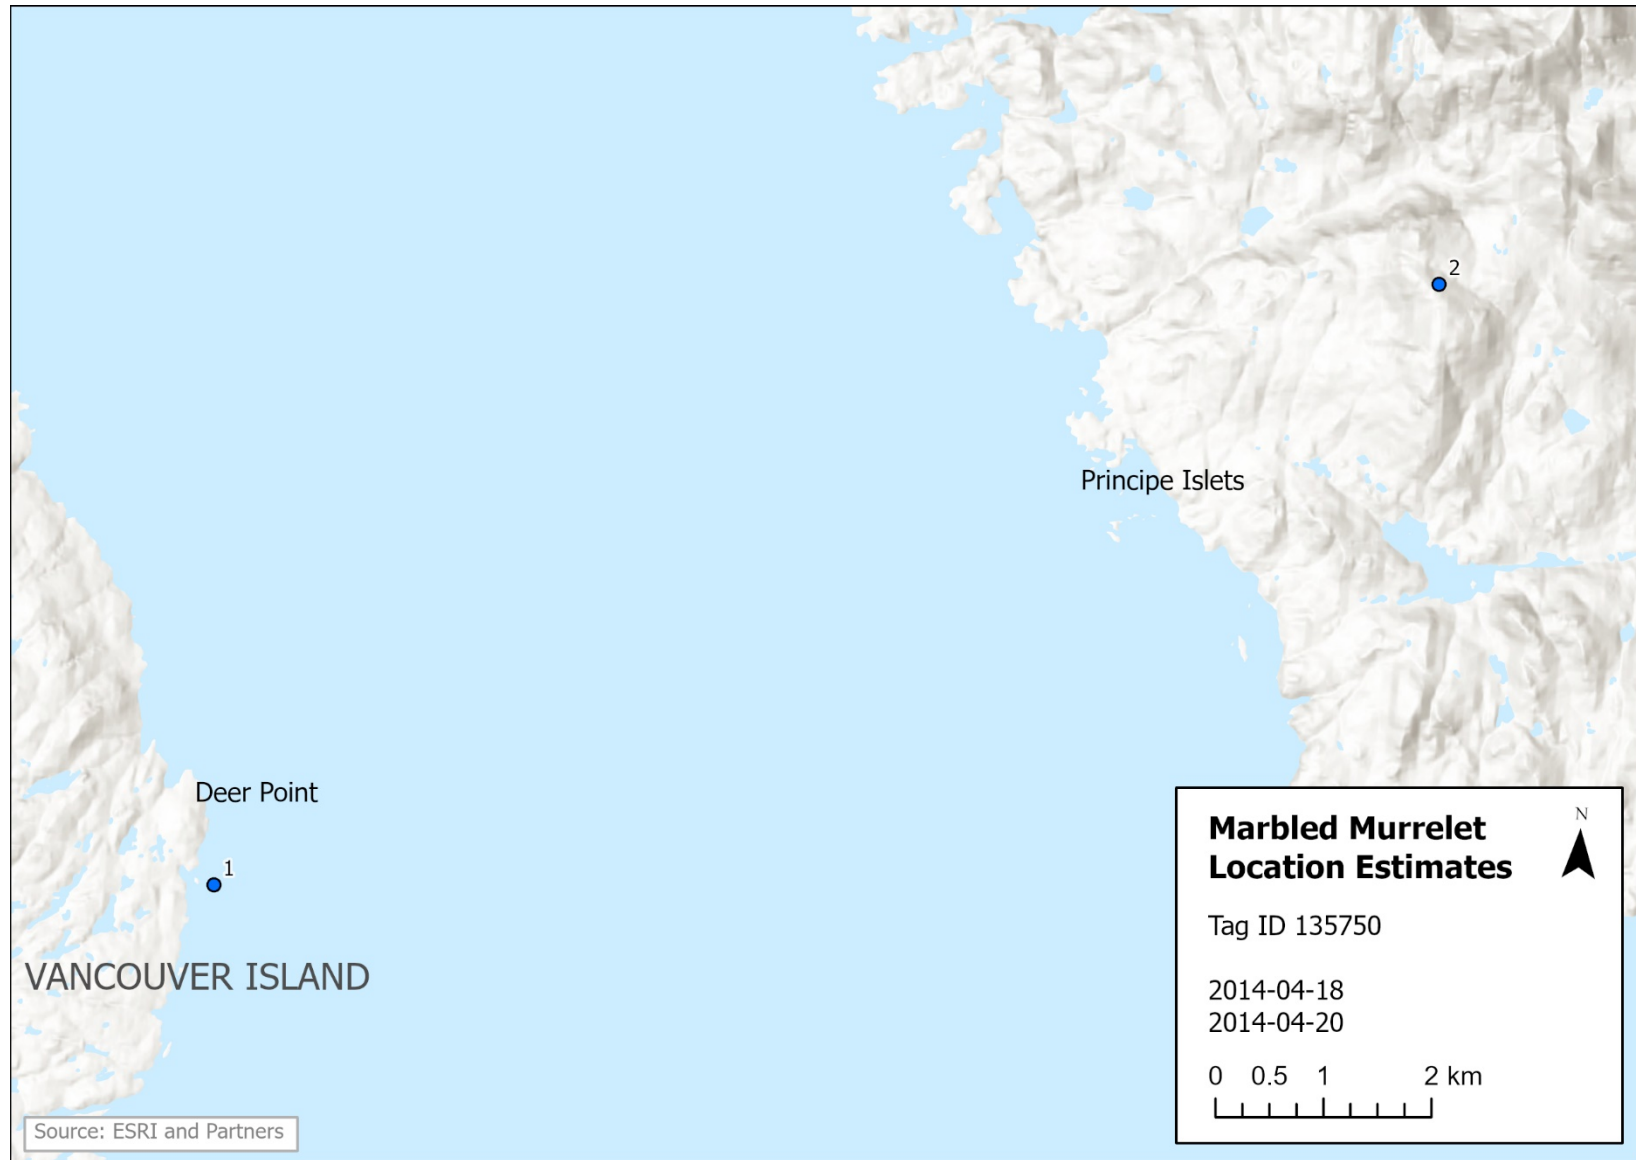 2
Principe Islets
Deer Point
1
VANCOUVER ISLAND
N
Marbled Murrelet
Location Estimates
Tag ID 135750
2014-04-18
2014-04-20
0 0.5 1 2 km
Source: ESRI and Partners